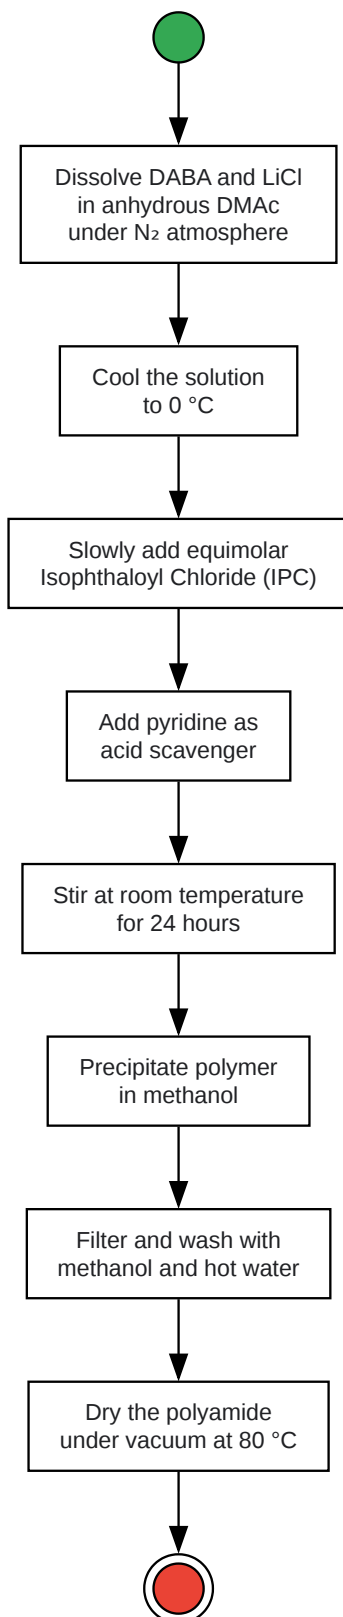 Dissolve DABA and LiCl
in anhydrous DMAc
under N₂ atmosphere
Cool the solution
to 0 °C
Slowly add equimolar
Isophthaloyl Chloride (IPC)
Add pyridine as
acid scavenger
Stir at room temperature
for 24 hours
Precipitate polymer
in methanol
Filter and wash with
methanol and hot water
Dry the polyamide
under vacuum at 80 °C